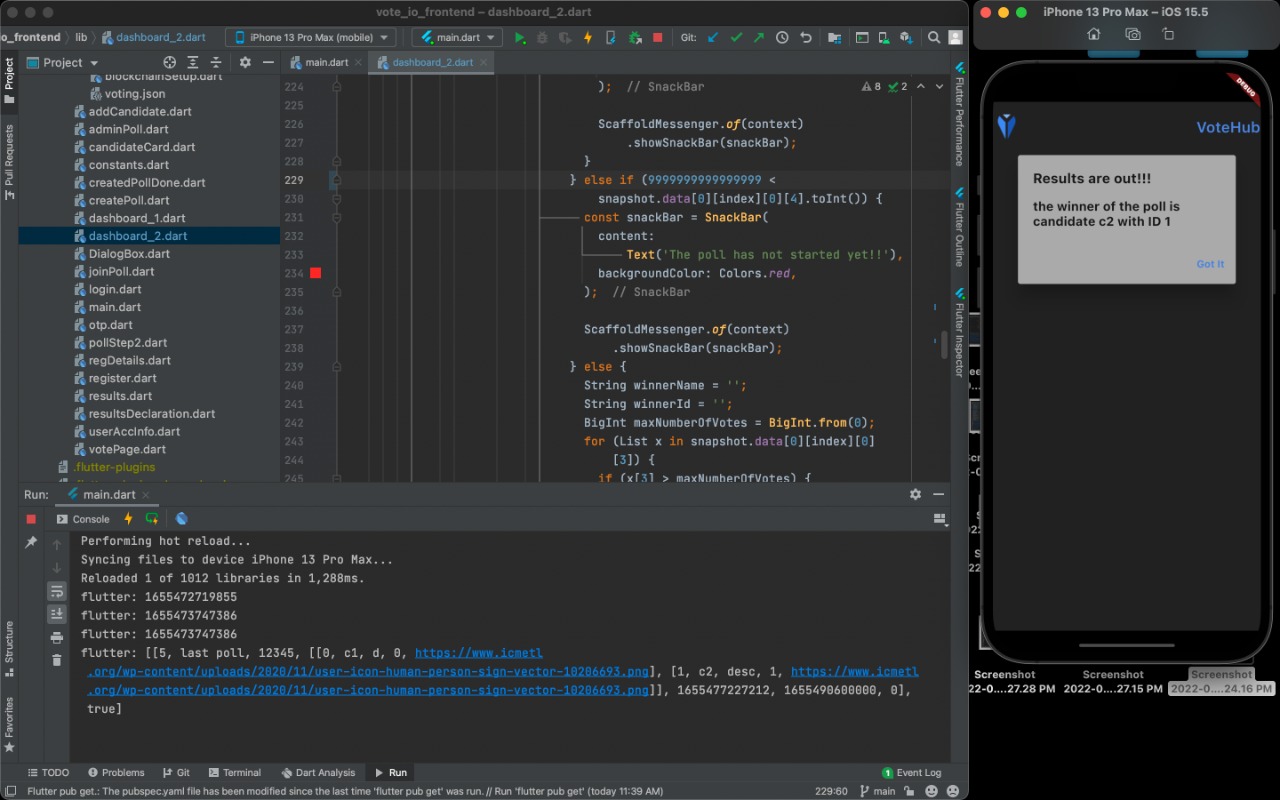 vote_io_frontend – dashboard_2.dart
o_frontend
lib
dashboard_2.dart
iPhone 13 Pro Max (mobile)
main.dart
Git:
Project
main.dart
dashboard_2.dart
Project
Pull Requests
Structure
Favorites
blockchainSetup.dart
voting.json
addCandidate.dart
adminPoll.dart
candidateCard.dart
constants.dart
createdPollDone.dart
createPoll.dart
dashboard_1.dart
dashboard_2.dart
DialogBox.dart
joinPoll.dart
login.dart
main.dart
otp.dart
pollStep2.dart
regDetails.dart
register.dart
results.dart
resultsDeclaration.dart
userAccInfo.dart
votePage.dart
.flutter-plugins
8
2
224 ); // SnackBar
225
226 ScaffoldMessenger.of(context)
227 .showSnackBar(snackBar);
228 }
229 } else if (9999999999999999 <
230 snapshot.data[0][index][0][4].toInt()) {
231 const snackBar = SnackBar(
232 content:
233 Text('The poll has not started yet!!'),
234 backgroundColor: Colors.red,
235 ); // SnackBar
236
237 ScaffoldMessenger.of(context)
238 .showSnackBar(snackBar);
239 } else {
240 String winnerName = '';
241 String winnerId = '';
242 BigInt maxNumberOfVotes = BigInt.from(0);
243 for (List x in snapshot.data[0][index][0]
244 [3]) {
245 if (x[3] > maxNumberOfVotes) {
Flutter Performance
Flutter Outline
Flutter Inspector
Run:
main.dart
Console
Performing hot reload...
Syncing files to device iPhone 13 Pro Max...
Reloaded 1 of 1012 libraries in 1,288ms.
flutter: 1655472719855
flutter: 1655473747386
flutter: 1655473747386
flutter: [[5, last poll, 12345, [[0, c1, d, 0, https://www.icmetl
.org/wp-content/uploads/2020/11/user-icon-human-person-sign-vector-10206693.png], [1, c2, desc, 1, https://www.icmetl
.org/wp-content/uploads/2020/11/user-icon-human-person-sign-vector-10206693.png]], 1655477227212, 1655490600000, 0],
true]
TODO
Problems
Git
Terminal
Dart Analysis
Run
1 Event Log
Flutter pub get.: The pubspec.yaml file has been modified since the last time 'flutter pub get' was run. // Run 'flutter pub get' (today 11:39 AM)
229:60
main
iPhone 13 Pro Max – iOS 15.5
DEBUG
VoteHub
Results are out!!!
the winner of the poll is
candidate c2 with ID 1
Got It
Screenshot
22-0....27.28 PM
Screenshot
2022-0....27.15 PM
Screenshot
2022-0....24.16 PM